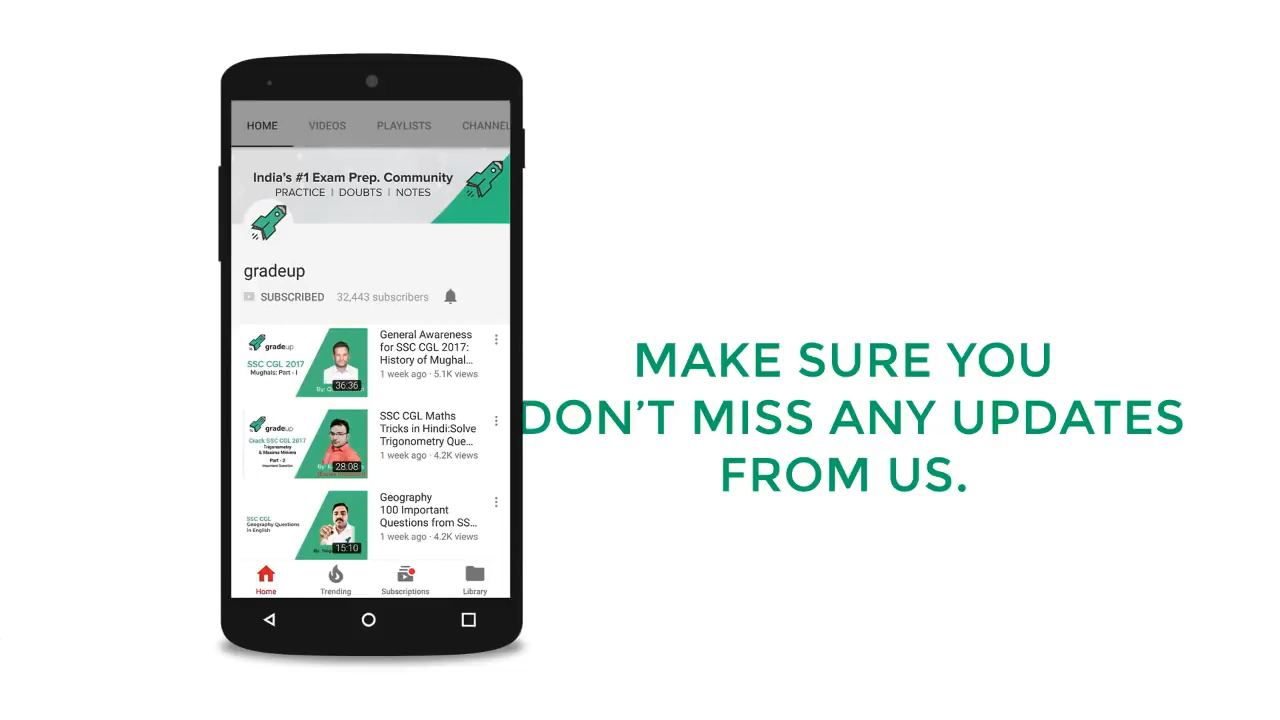 HOME VIDEOS PLAYLISTS CHANNEL
India's #1 Exam Prep. Community
PRACTICE | DOUBTS | NOTES
gradeup
SUBSCRIBED 32,443 subscribers
gradeup
SSC CGL 2017
Mughals: Part - I
36:36
General Awareness
for SSC CGL 2017:
History of Mughal...
1 week ago · 5.1K views
gradeup
Crack SSC CGL 2017
Trigonometry
& Maxima Minima
Part - 2
Important Question
28:08
SSC CGL Maths
Tricks in Hindi:Solve
Trigonometry Que...
1 week ago · 4.2K views
SSC CGL
Geography Questions
in English
15:10
Geography
100 Important
Questions from SS...
1 week ago · 4.2K views
Home Trending Subscriptions Library
MAKE SURE YOU
DON'T MISS ANY UPDATES
FROM US.